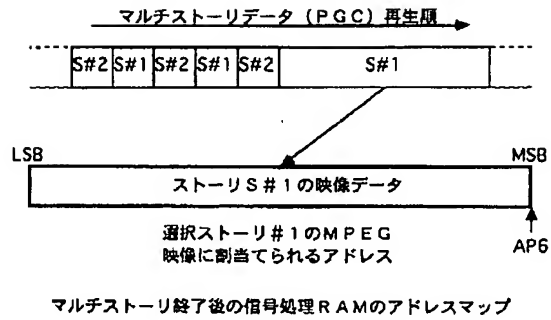 マルチストーリデータ（PGC）再生順
S#2 S#1 S#2 S#1 S#2 S#1
LSB MSB
ストーリS#1の映像データ
選択ストーリ#1のMPEG
映像に割当てられるアドレス
AP6
マルチストーリ終了後の信号処理RAMのアドレスマップ